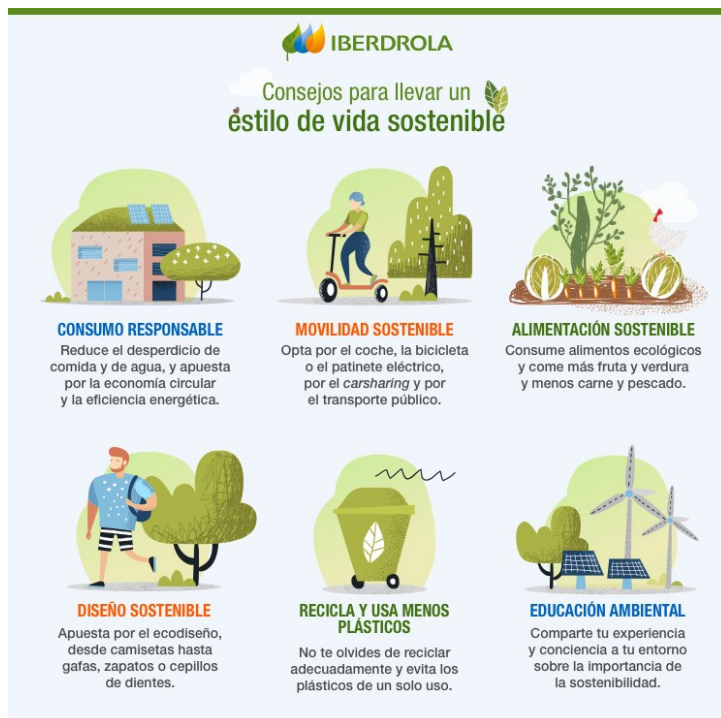 IBERDROLA
Consejos para llevar un
estilo de vida sostenible
CONSUMO RESPONSABLE
Reduce el desperdicio de
comida y de agua, y apuesta
por la economía circular
y la eficiencia energética.
MOVILIDAD SOSTENIBLE
Opta por el coche, la bicicleta
o el patinete eléctrico,
por el carsharing y por
el transporte público.
ALIMENTACIÓN SOSTENIBLE
Consume alimentos ecológicos
y come más fruta y verdura
y menos carne y pescado.
DISEÑO SOSTENIBLE
Apuesta por el ecodiseño,
desde camisetas hasta
gafas, zapatos o cepillos
de dientes.
RECICLA Y USA MENOS
PLÁSTICOS
No te olvides de reciclar
adecuadamente y evita los
plásticos de un solo uso.
EDUCACIÓN AMBIENTAL
Comparte tu experiencia
y conciencia a tu entorno
sobre la importancia de
la sostenibilidad.